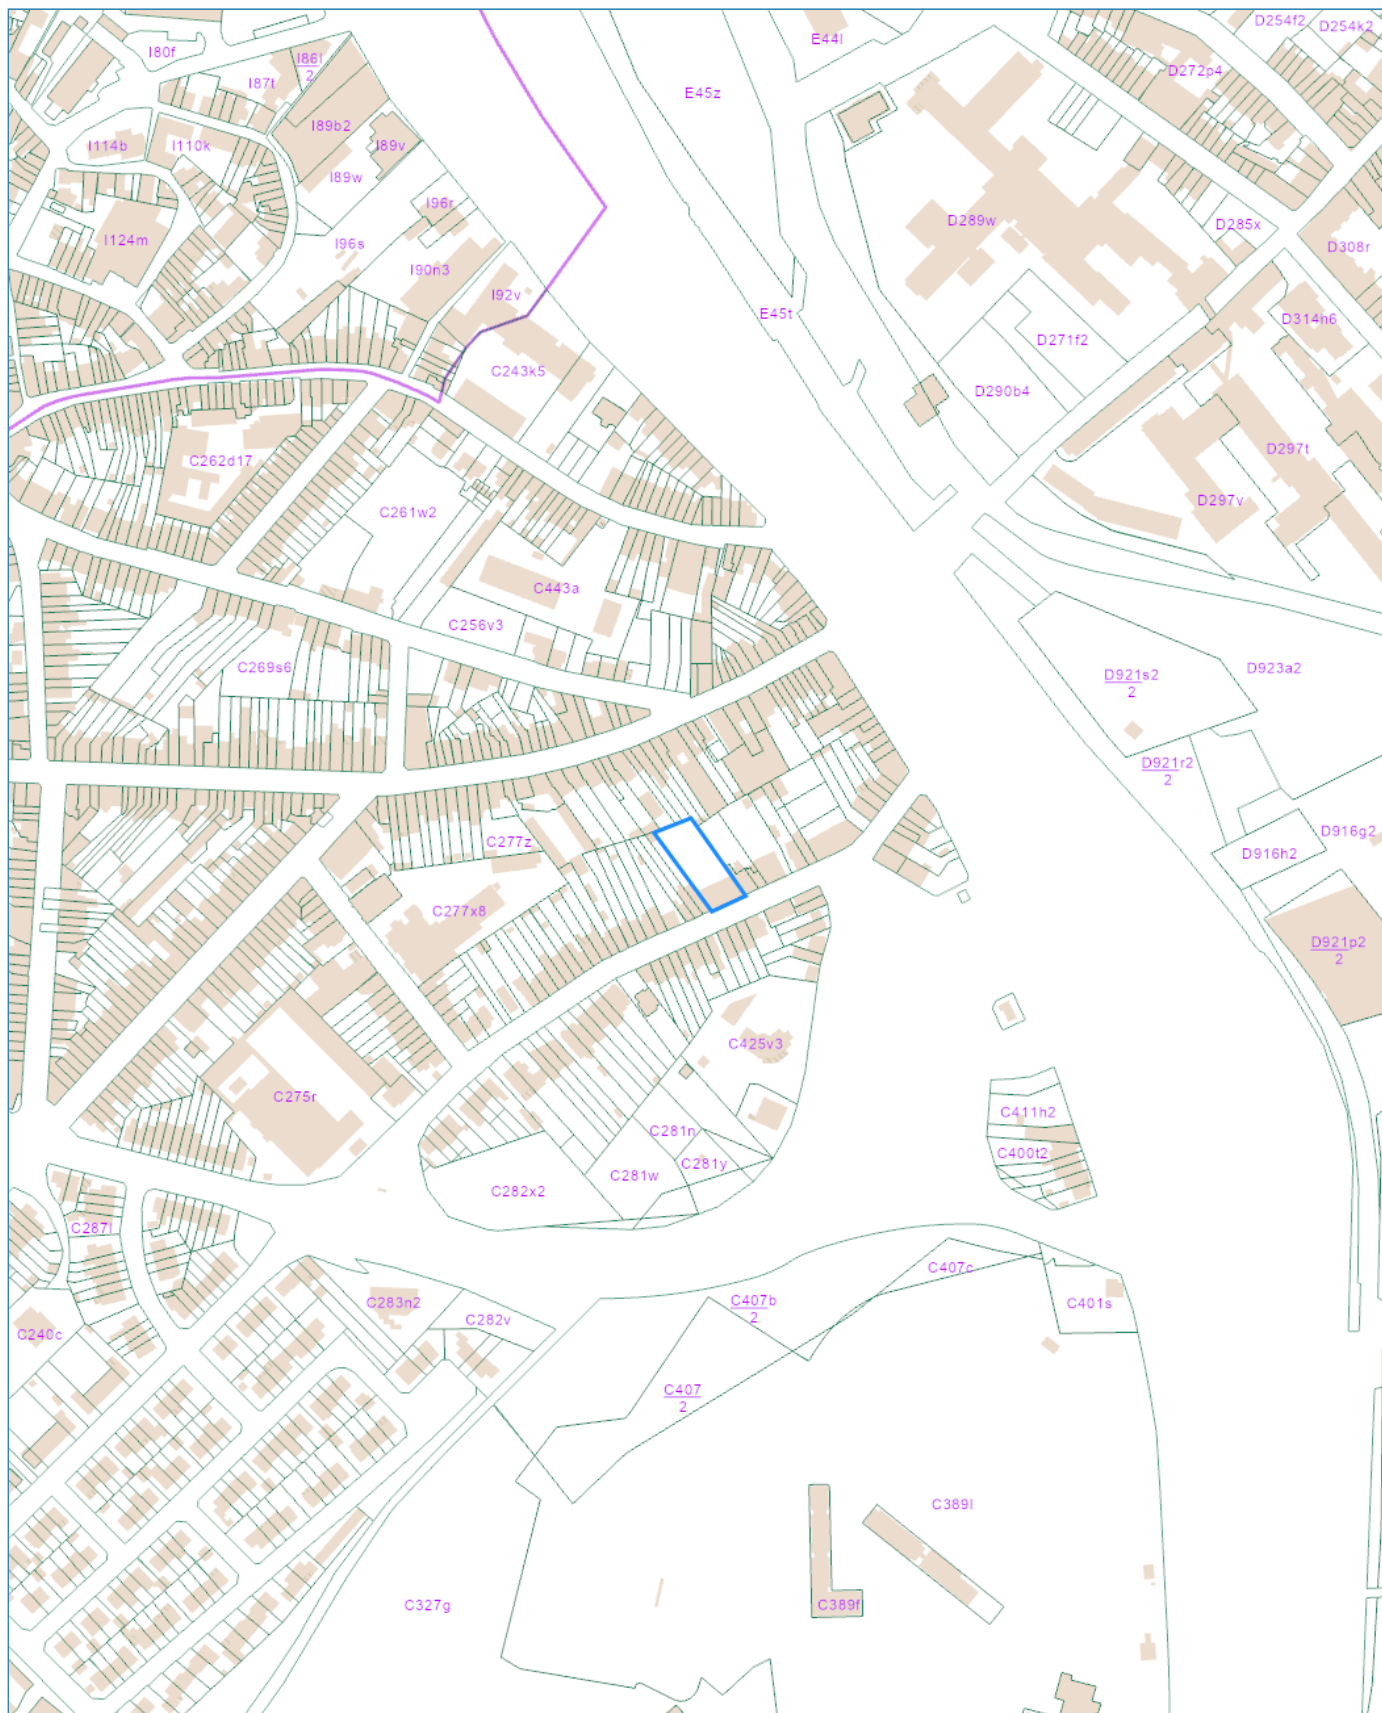 D254f2
D254k2
I80f
E44l
I86l
2
D272p4
I87t
E45z
I89b2
I114b
I110k
I89v
I89w
I96r
D289w
D285x
I124m
I96s
D308r
I90n3
I92v
E45t
D314h6
D271f2
C243k5
D290b4
C262d17
D297t
D297v
C261w2
C443a
C256v3
C269s6
D923a2
D921s2
2
D921r2
2
D916g2
C277z
D916h2
C277x8
D921p2
2
C425v3
C275r
C411h2
C281n
C400t2
C281y
C281w
C282x2
C287l
C407c
C407b
2
C283n2
C401s
C282v
C240c
C407
2
C389l
C327g
C389f